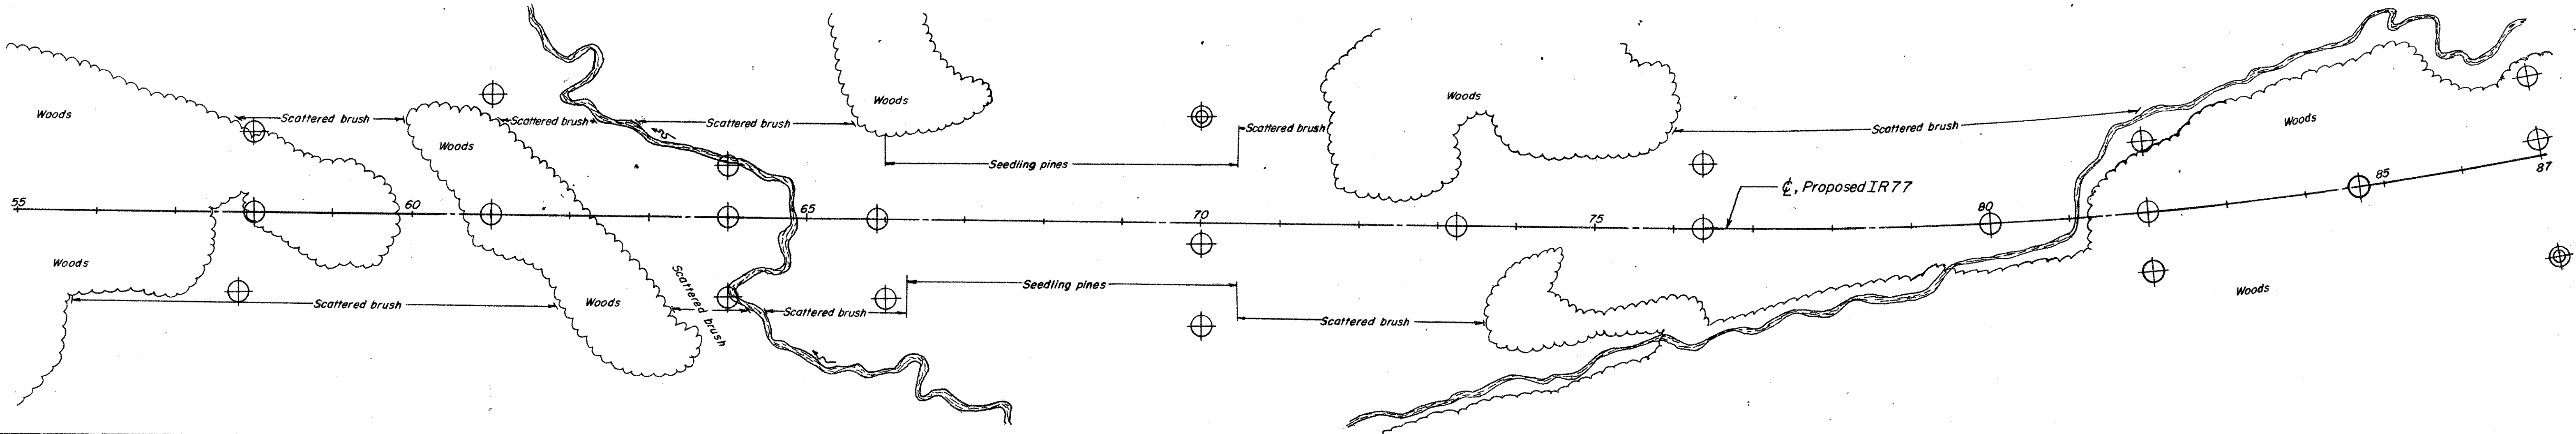 Woods
Scattered brush
Woods
Scattered brush
Scattered brush
Woods
Seedling pines
Scattered brush
Woods
Scattered brush
Woods
℄, Proposed IR 77
55
60
65
70
75
80
85
87
Woods
Scattered brush
Woods
Scattered brush
Scattered brush
Seedling pines
Scattered brush
Woods